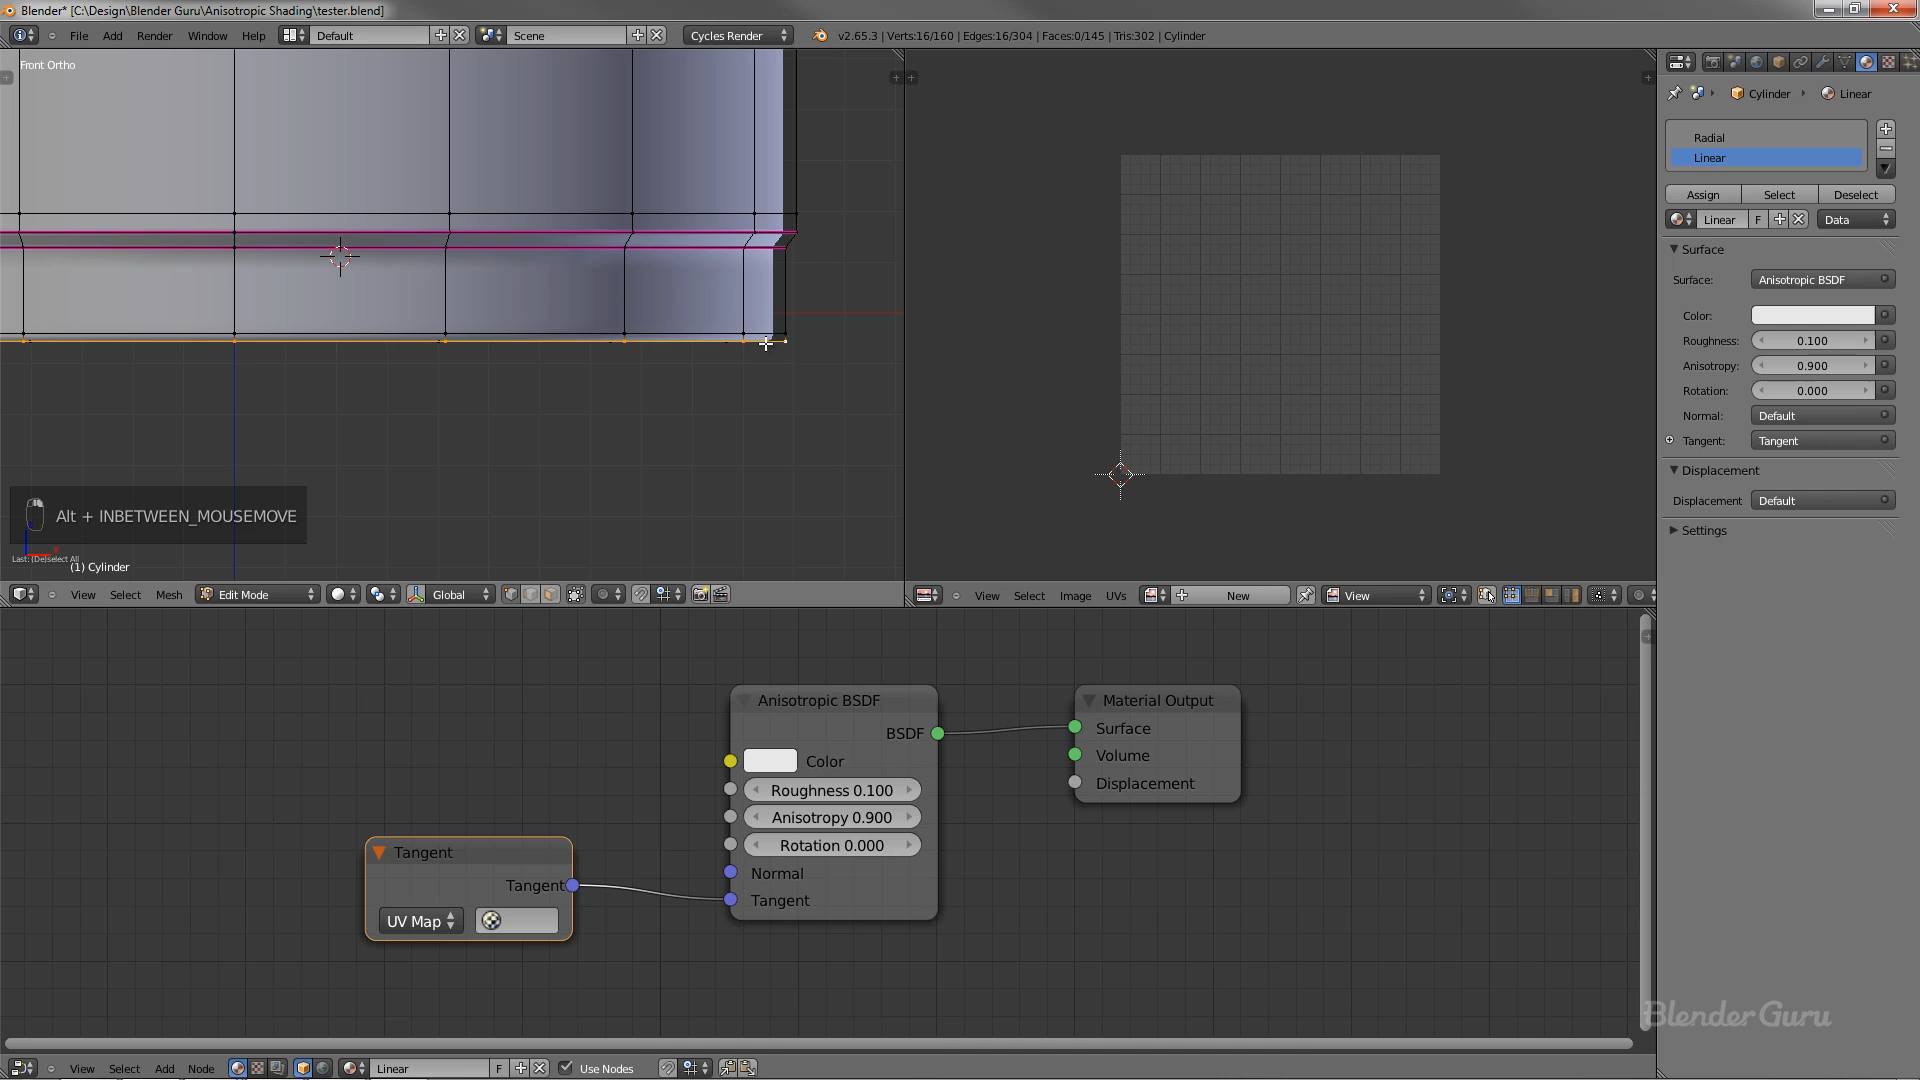 Blender* [C:\Design\Blender Guru\Anisotropic Shading\tester.blend]
File Add Render Window Help Default Scene Cycles Render v2.65.3 | Verts:16/160 | Edges:16/304 | Faces:0/145 | Tris:302 | Cylinder
Front Ortho
Cylinder Linear
Radial
Linear
Assign Select Deselect
Linear F Data
Surface
Surface: Anisotropic BSDF
Color:
Roughness: 0.100
Anisotropy: 0.900
Rotation: 0.000
Normal: Default
Tangent: Tangent
Displacement
Displacement Default
Settings
Alt + INBETWEEN_MOUSEMOVE
Last: (De)select All
(1) Cylinder
View Select Mesh Edit Mode Global
View Select Image UVs New View
Anisotropic BSDF
BSDF
Color
Roughness 0.100
Anisotropy 0.900
Rotation 0.000
Normal
Tangent
Material Output
Surface
Volume
Displacement
Tangent
Tangent
UV Map
BlenderGuru
View Select Add Node Linear F Use Nodes